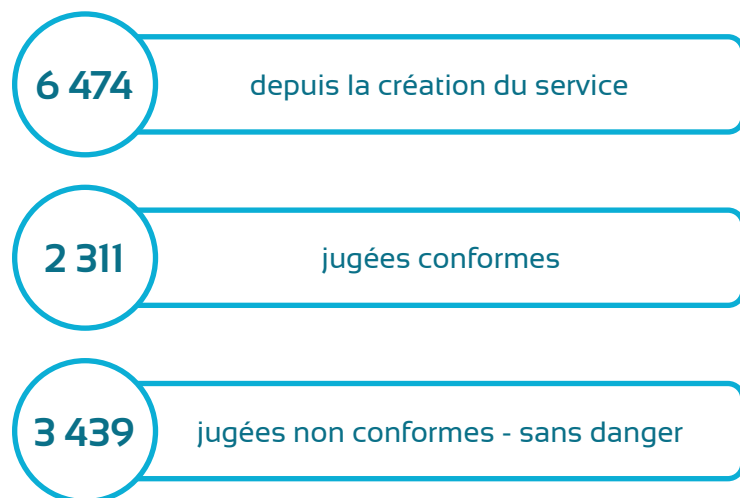 6 474 depuis la création du service
2 311 jugées conformes
3 439 jugées non conformes - sans danger